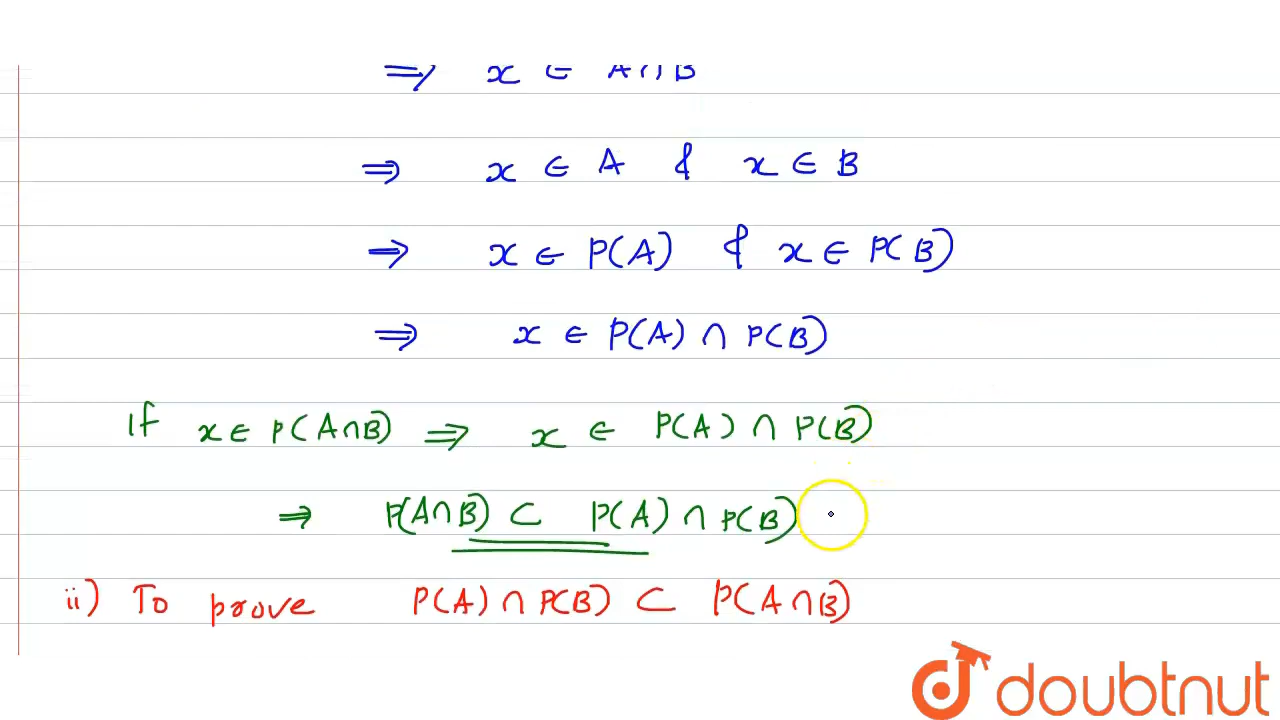 ⇒ x ∈ A∩B
⇒ x ∈ A & x ∈ B
⇒ x ∈ P(A) & x ∈ P(B)
⇒ x ∈ P(A) ∩ P(B)
If x ∈ P(A∩B) ⇒ x ∈ P(A) ∩ P(B)
⇒ P(A∩B) ⊂ P(A) ∩ P(B)
ii) To prove P(A) ∩ P(B) ⊂ P(A∩B)
doubtnut